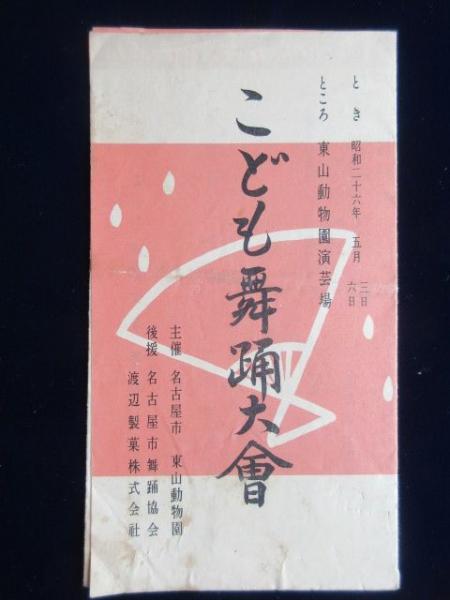 とき 昭和二十六年 五月 三日 六日
ところ 東山動物園演芸場
こども舞踊大會
主催 名古屋市 東山動物園
後援 名古屋市舞踊協会
渡辺製菓株式会社